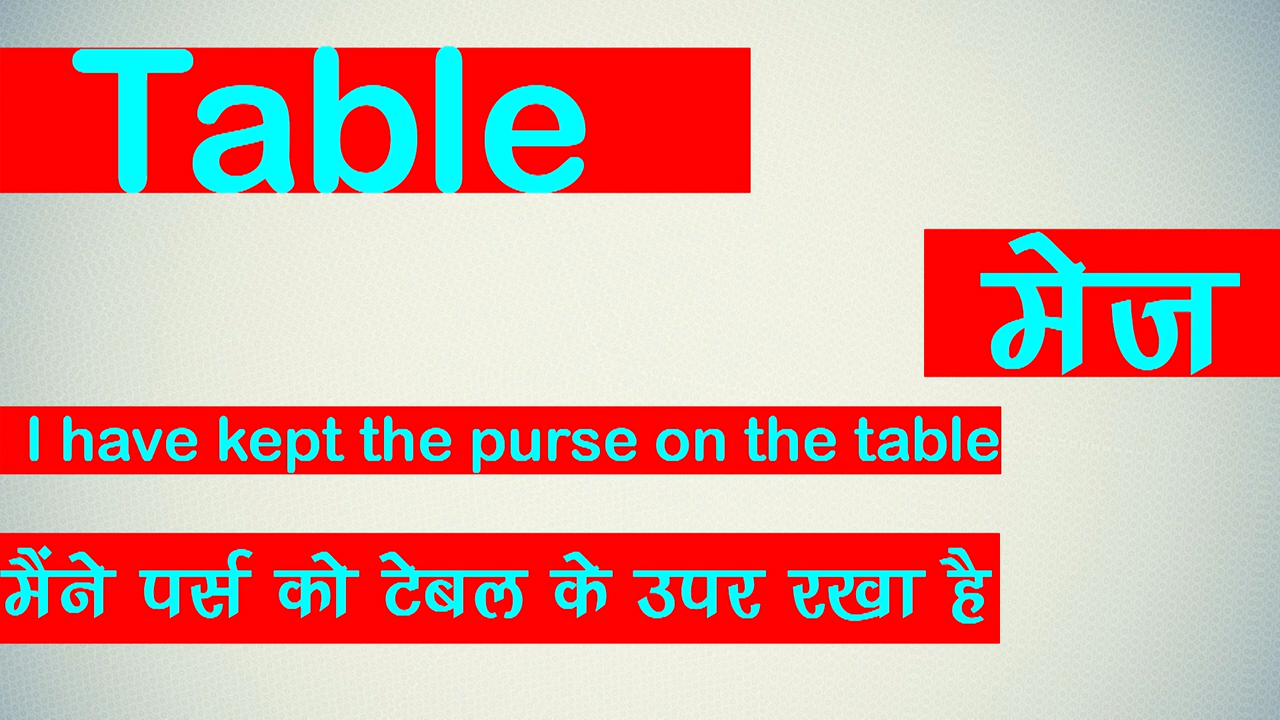 Table
मेज
I have kept the purse on the table
मैंने पर्स को टेबल के उपर रखा है